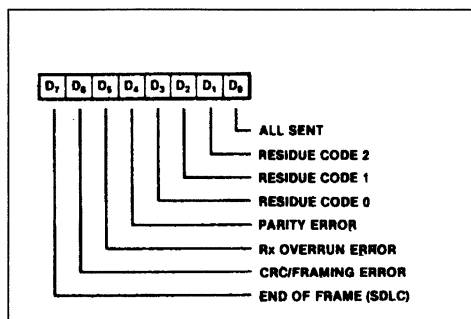 D7 D6 D5 D4 D3 D2 D1 D0
ALL SENT
RESIDUE CODE 2
RESIDUE CODE 1
RESIDUE CODE 0
PARITY ERROR
Rx OVERRUN ERROR
CRC/FRAMING ERROR
END OF FRAME (SDLC)